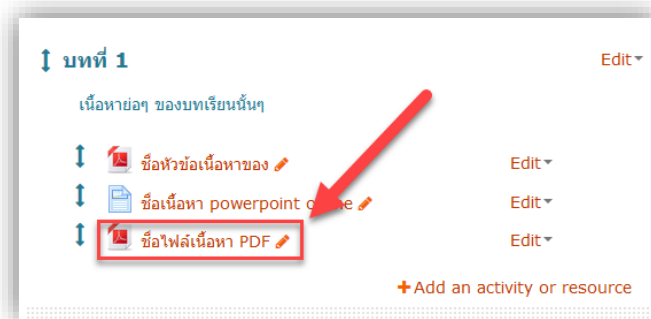 บทที่ 1 Edit
เนื้อหาย่อๆ ของบทเรียนนั้นๆ
ชื่อหัวข้อเนื้อหาของ Edit
ชื่อเนื้อหา powerpoint Edit
ชื่อไฟล์เนื้อหา PDF Edit
+Add an activity or resource